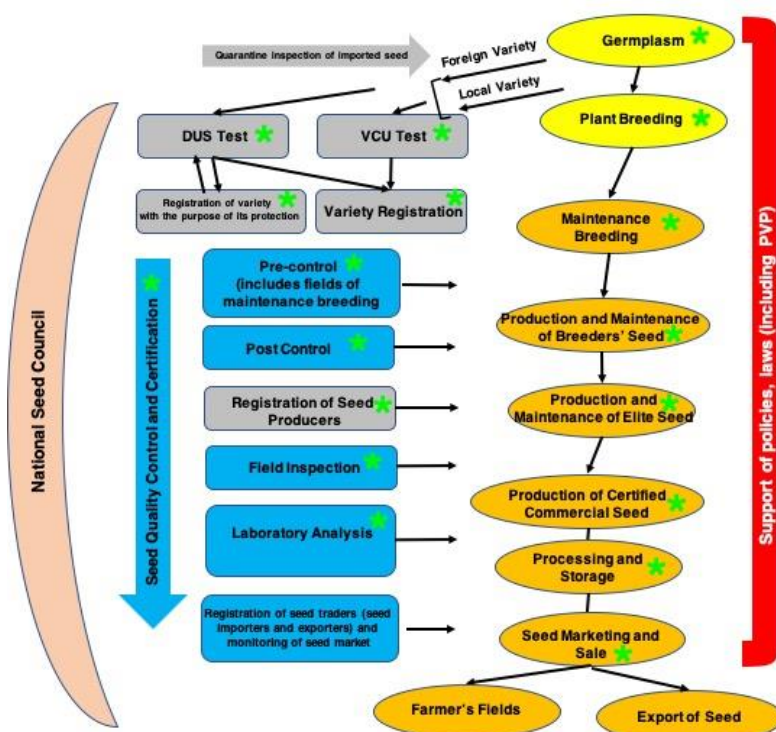 Quarantine inspection of imported seed
Foreign Variety
Local Variety
Germplasm
Plant Breeding
DUS Test
VCU Test
Registration of variety
with the purpose of its protection
Variety Registration
Maintenance
Breeding
National Seed Council
Seed Quality Control and Certification
Pre-control
(includes fields of
maintenance breeding
Production and Maintenance
of Breeders' Seed
Post Control
Registration of Seed
Producers
Production and
Maintenance of Elite Seed
Field Inspection
Production of Certified
Commercial Seed
Laboratory Analysis
Processing and
Storage
Registration of seed traders (seed
importers and exporters) and
monitoring of seed market
Seed Marketing and
Sale
Farmer's Fields
Export of Seed
Support of policies, laws (including PVP)